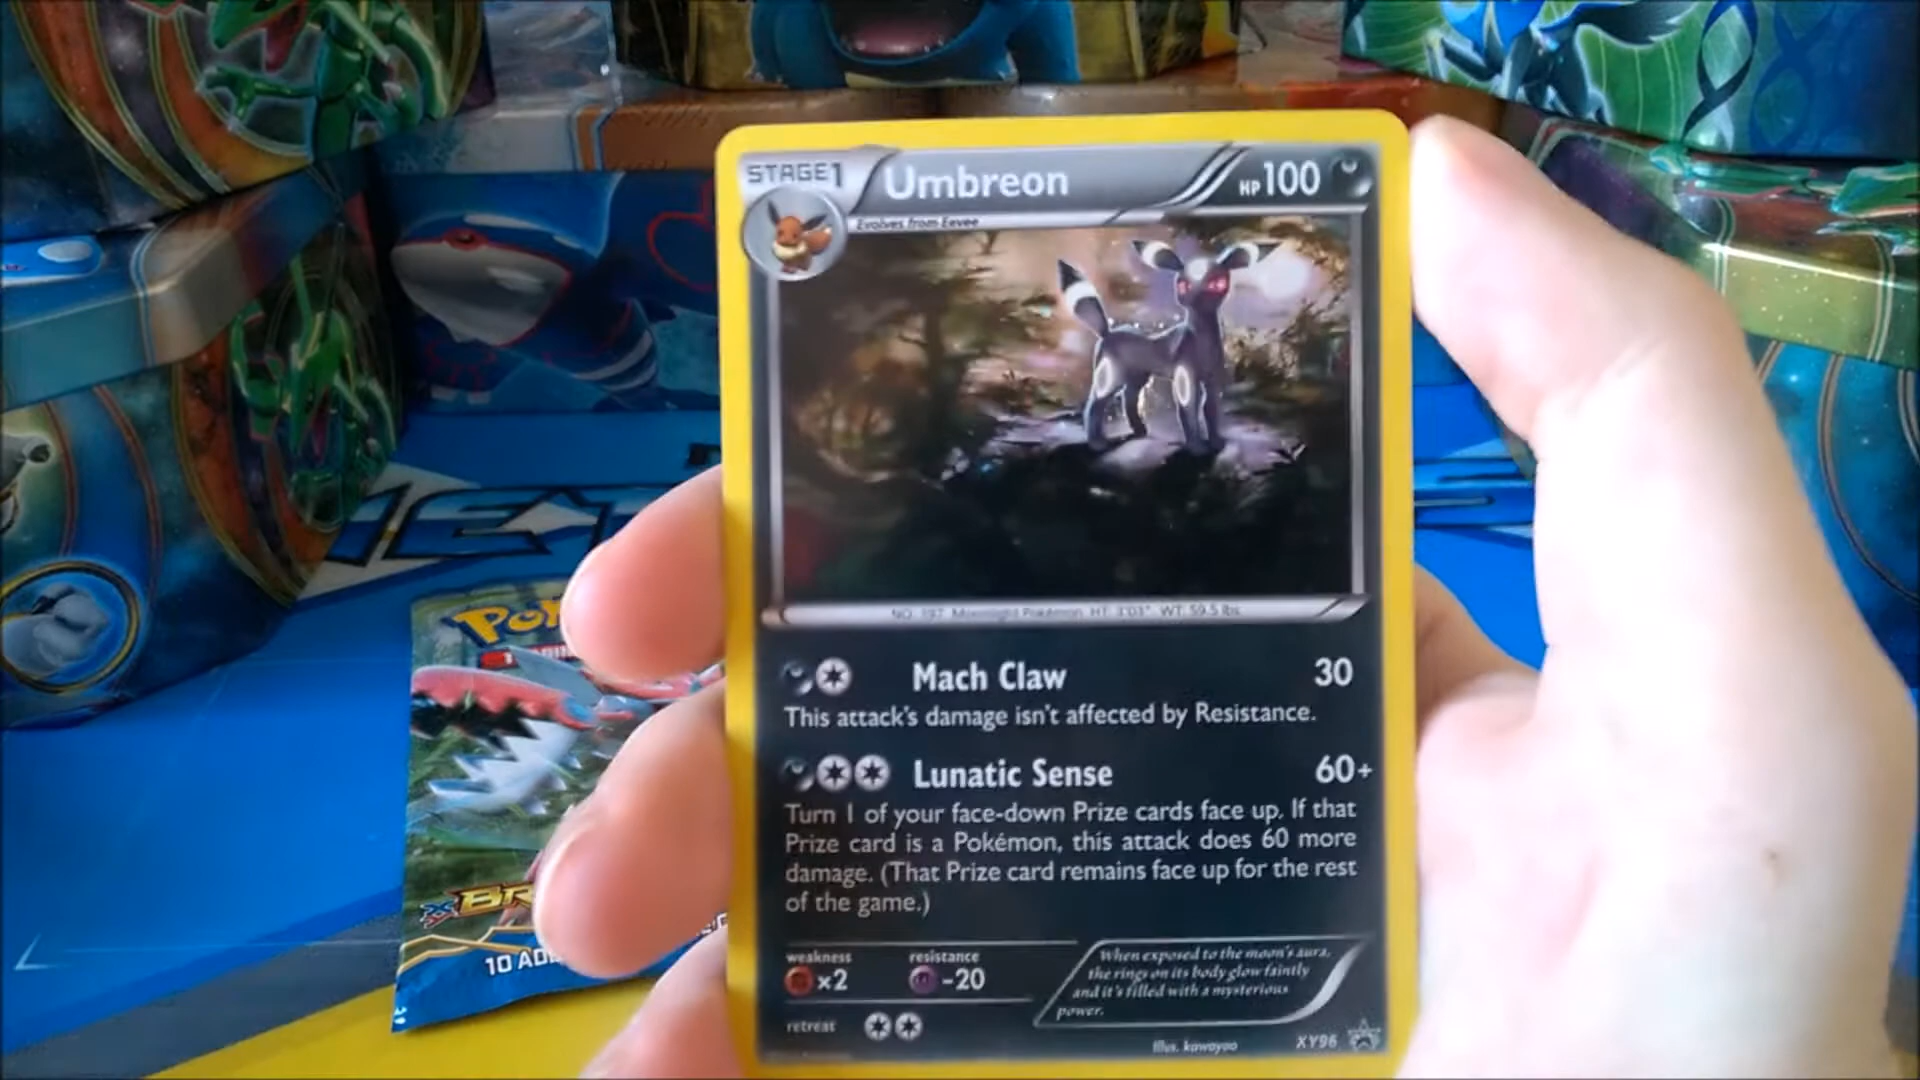 STAGE1 Umbreon HP100
Evolves from Eevee
NO. 197 Moonlight Pokémon HT: 3'03" WT: 59.5 lbs
Mach Claw 30
This attack's damage isn't affected by Resistance.
Lunatic Sense 60+
Turn 1 of your face-down Prize cards face up. If that
Prize card is a Pokémon, this attack does 60 more
damage. (That Prize card remains face up for the rest
of the game.)
weakness resistance
×2 -20
retreat
When exposed to the moon's aura,
the rings on its body glow faintly
and it's filled with a mysterious
power.
Illus. kawayoo XY96
10